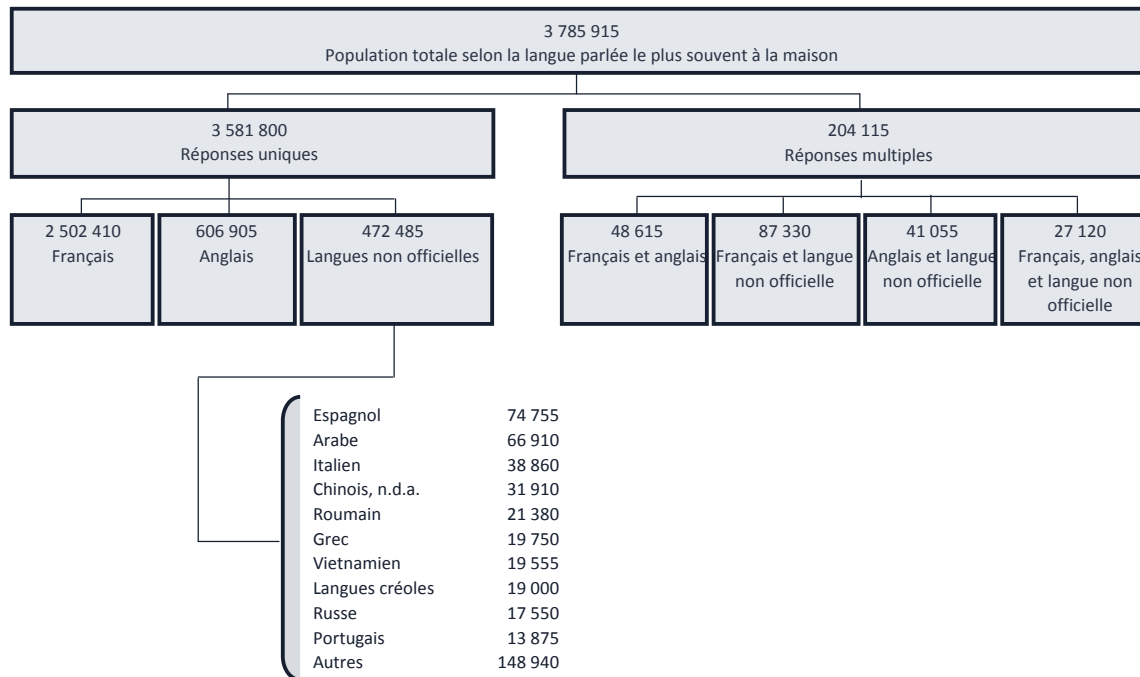 3 785 915
Population totale selon la langue parlée le plus souvent à la maison
3 581 800
Réponses uniques
204 115
Réponses multiples
2 502 410
Français
606 905
Anglais
472 485
Langues non officielles
48 615
Français et anglais
87 330
Français et langue
non officielle
41 055
Anglais et langue
non officielle
27 120
Français, anglais
et langue non
officielle
Espagnol 74 755
Arabe 66 910
Italien 38 860
Chinois, n.d.a. 31 910
Roumain 21 380
Grec 19 750
Vietnamien 19 555
Langues créoles 19 000
Russe 17 550
Portugais 13 875
Autres 148 940